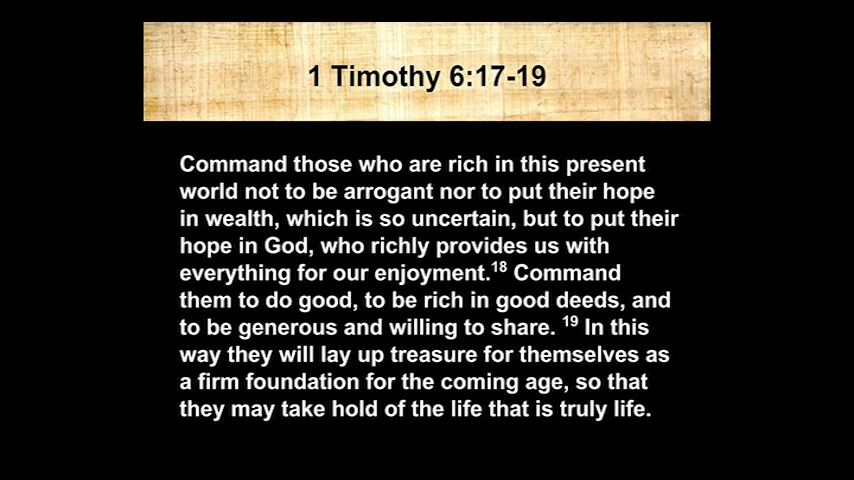 1 Timothy 6:17-19
Command those who are rich in this present
world not to be arrogant nor to put their hope
in wealth, which is so uncertain, but to put their
hope in God, who richly provides us with
everything for our enjoyment.18 Command
them to do good, to be rich in good deeds, and
to be generous and willing to share. 19 In this
way they will lay up treasure for themselves as
a firm foundation for the coming age, so that
they may take hold of the life that is truly life.